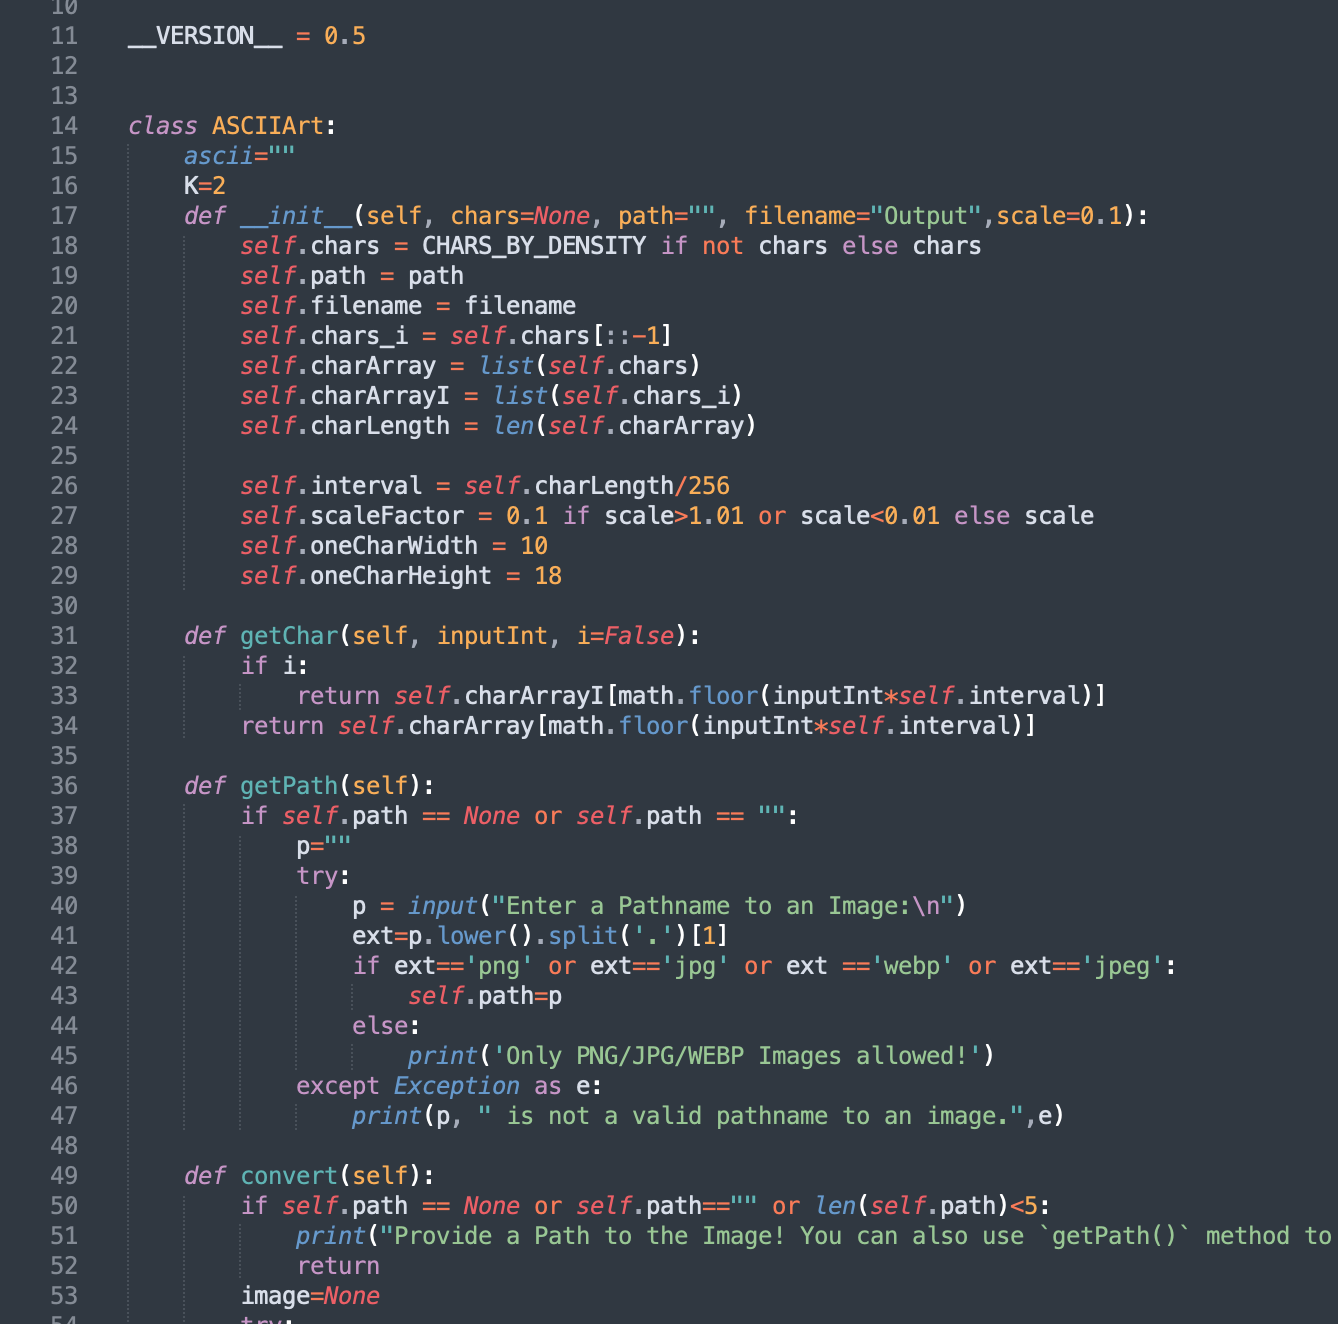 10
11 __VERSION__ = 0.5
12
13
14 class ASCIIArt:
15     ascii=""
16     K=2
17     def __init__(self, chars=None, path="", filename="Output",scale=0.1):
18         self.chars = CHARS_BY_DENSITY if not chars else chars
19         self.path = path
20         self.filename = filename
21         self.chars_i = self.chars[::-1]
22         self.charArray = list(self.chars)
23         self.charArrayI = list(self.chars_i)
24         self.charLength = len(self.charArray)
25
26         self.interval = self.charLength/256
27         self.scaleFactor = 0.1 if scale>1.01 or scale<0.01 else scale
28         self.oneCharWidth = 10
29         self.oneCharHeight = 18
30
31     def getChar(self, inputInt, i=False):
32         if i:
33             return self.charArrayI[math.floor(inputInt*self.interval)]
34         return self.charArray[math.floor(inputInt*self.interval)]
35
36     def getPath(self):
37         if self.path == None or self.path == "":
38             p=""
39             try:
40                 p = input("Enter a Pathname to an Image:\n")
41                 ext=p.lower().split('.')[1]
42                 if ext=='png' or ext=='jpg' or ext =='webp' or ext=='jpeg':
43                     self.path=p
44                 else:
45                     print('Only PNG/JPG/WEBP Images allowed!')
46             except Exception as e:
47                 print(p, " is not a valid pathname to an image.",e)
48
49     def convert(self):
50         if self.path == None or self.path=="" or len(self.path)<5:
51             print("Provide a Path to the Image! You can also use `getPath()` method to
52             return
53         image=None
54         try: